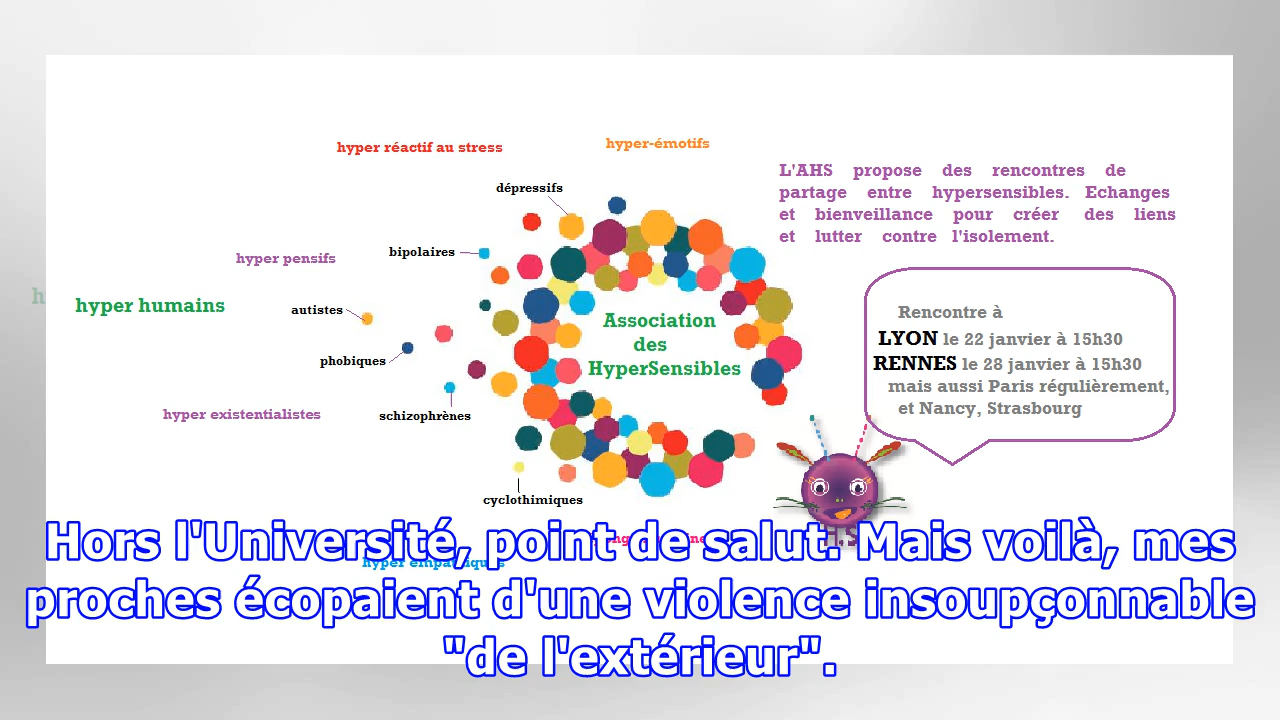 hyper réactif au stress
hyper-émotifs
dépressifs
L'AHS propose des rencontres de
partage entre hypersensibles. Echanges
et bienveillance pour créer des liens
et lutter contre l'isolement.
bipolaires
hyper pensifs
hyper humains
autistes
Association
des
HyperSensibles
Rencontre à
LYON le 22 janvier à 15h30
RENNES le 28 janvier à 15h30
mais aussi Paris régulièrement,
et Nancy, Strasbourg
phobiques
hyper existentialistes
schizophrènes
cyclothimiques
Hors l'Université, point de salut. Mais voilà, mes
hyper empathiques
proches écopaient d'une violence insoupçonnable
"de l'extérieur".